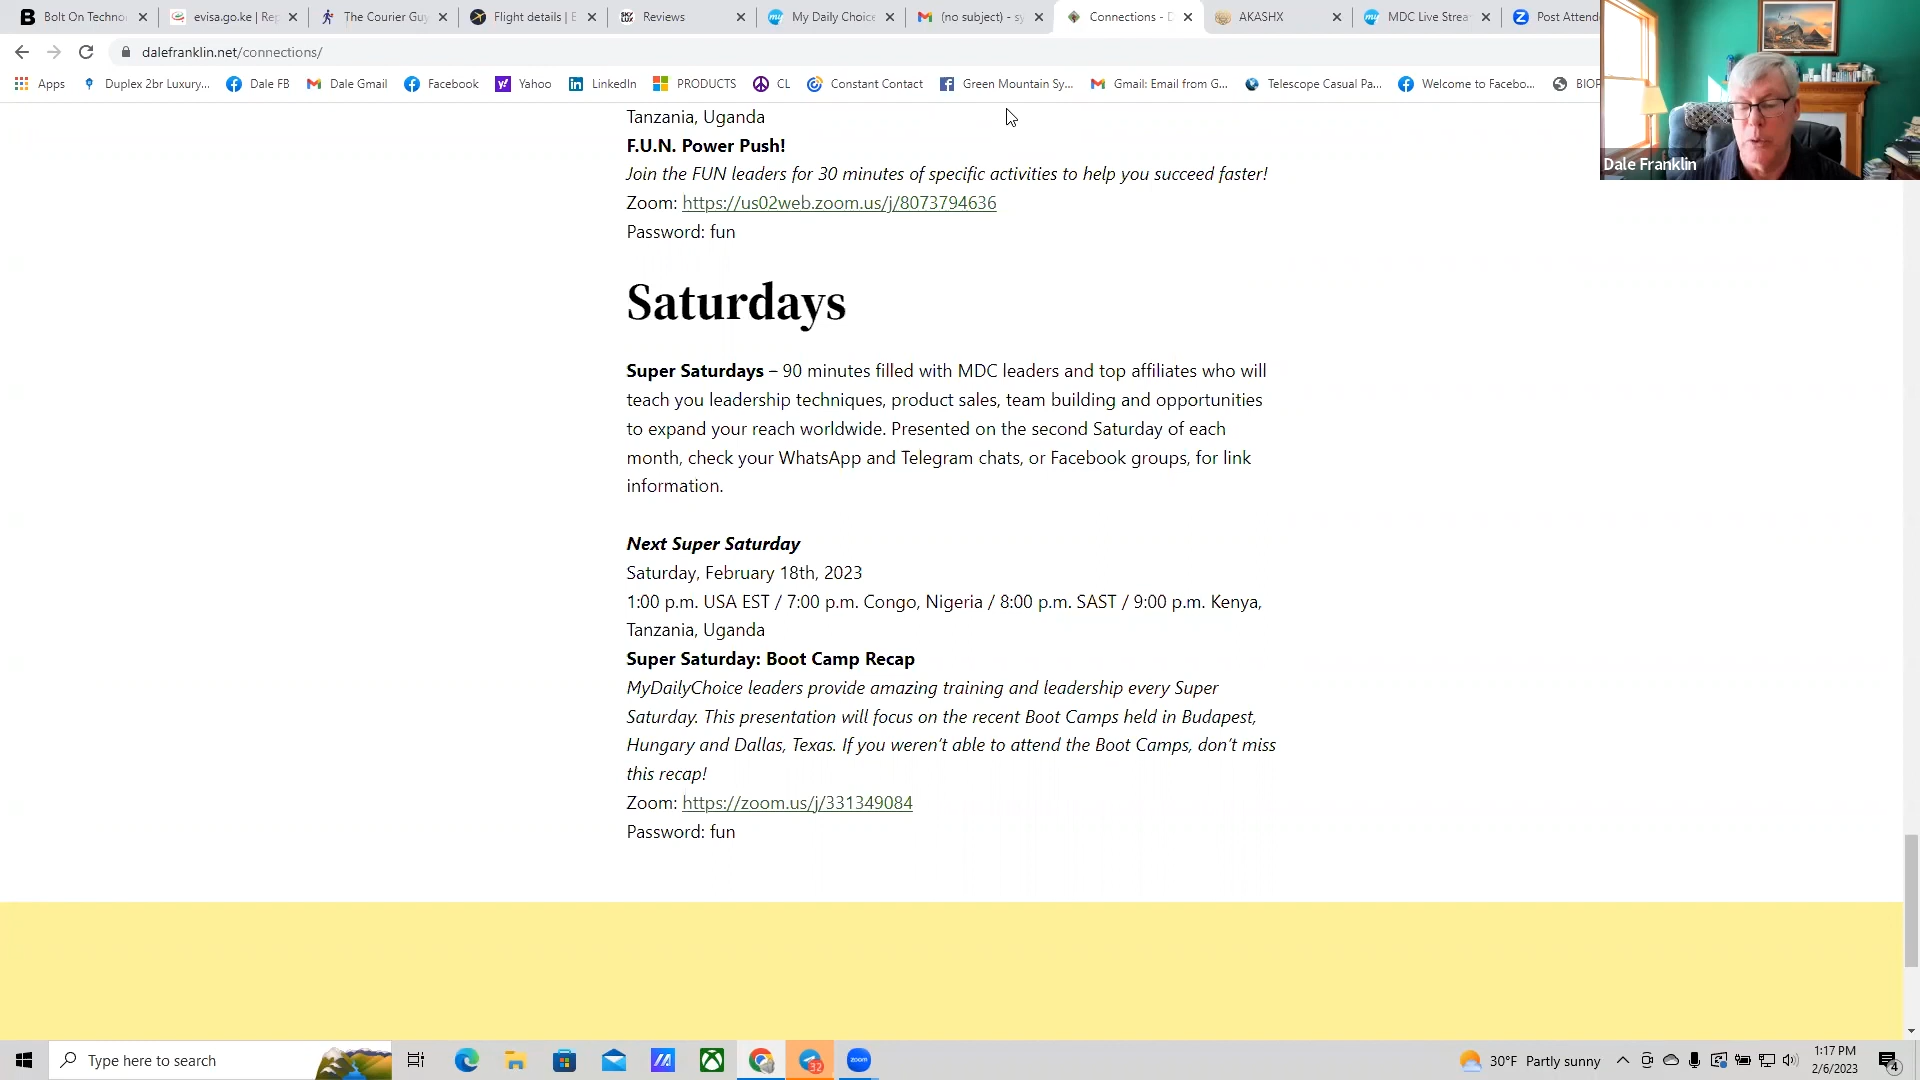 Bolt On Techno
evisa.go.ke | Re
The Courier Gu
Flight details | E
Reviews
My Daily Choice
(no subject) - sy
Connections - D
AKASHX
MDC Live Strea
Post Attend
dalefranklin.net/connections/
Apps
Duplex 2br Luxury...
Dale FB
Dale Gmail
Facebook
Yahoo
LinkedIn
PRODUCTS
CL
Constant Contact
Green Mountain Sy...
Gmail: Email from G...
Telescope Casual Pa...
Welcome to Facebo...
BIOP
Dale Franklin
Tanzania, Uganda
F.U.N. Power Push!
Join the FUN leaders for 30 minutes of specific activities to help you succeed faster!
Zoom: https://us02web.zoom.us/j/8073794636
Password: fun
Saturdays
Super Saturdays – 90 minutes filled with MDC leaders and top affiliates who will
teach you leadership techniques, product sales, team building and opportunities
to expand your reach worldwide. Presented on the second Saturday of each
month, check your WhatsApp and Telegram chats, or Facebook groups, for link
information.
Next Super Saturday
Saturday, February 18th, 2023
1:00 p.m. USA EST / 7:00 p.m. Congo, Nigeria / 8:00 p.m. SAST / 9:00 p.m. Kenya,
Tanzania, Uganda
Super Saturday: Boot Camp Recap
MyDailyChoice leaders provide amazing training and leadership every Super
Saturday. This presentation will focus on the recent Boot Camps held in Budapest,
Hungary and Dallas, Texas. If you weren't able to attend the Boot Camps, don't miss
this recap!
Zoom: https://zoom.us/j/331349084
Password: fun
Type here to search
32
zoom
30°F Partly sunny
1:17 PM
2/6/2023
4